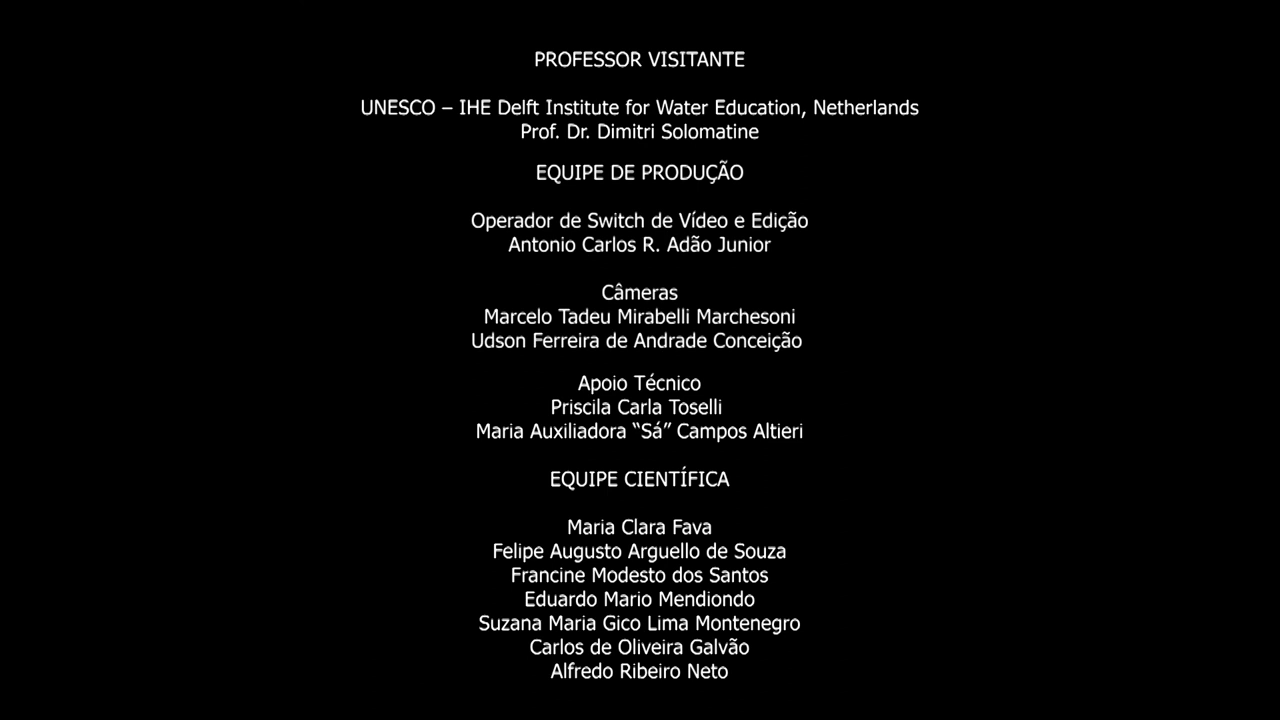 PROFESSOR VISITANTE
UNESCO – IHE Delft Institute for Water Education, Netherlands
Prof. Dr. Dimitri Solomatine
EQUIPE DE PRODUÇÃO
Operador de Switch de Vídeo e Edição
Antonio Carlos R. Adão Junior
Câmeras
Marcelo Tadeu Mirabelli Marchesoni
Udson Ferreira de Andrade Conceição
Apoio Técnico
Priscila Carla Toselli
Maria Auxiliadora “Sá” Campos Altieri
EQUIPE CIENTÍFICA
Maria Clara Fava
Felipe Augusto Arguello de Souza
Francine Modesto dos Santos
Eduardo Mario Mendiondo
Suzana Maria Gico Lima Montenegro
Carlos de Oliveira Galvão
Alfredo Ribeiro Neto